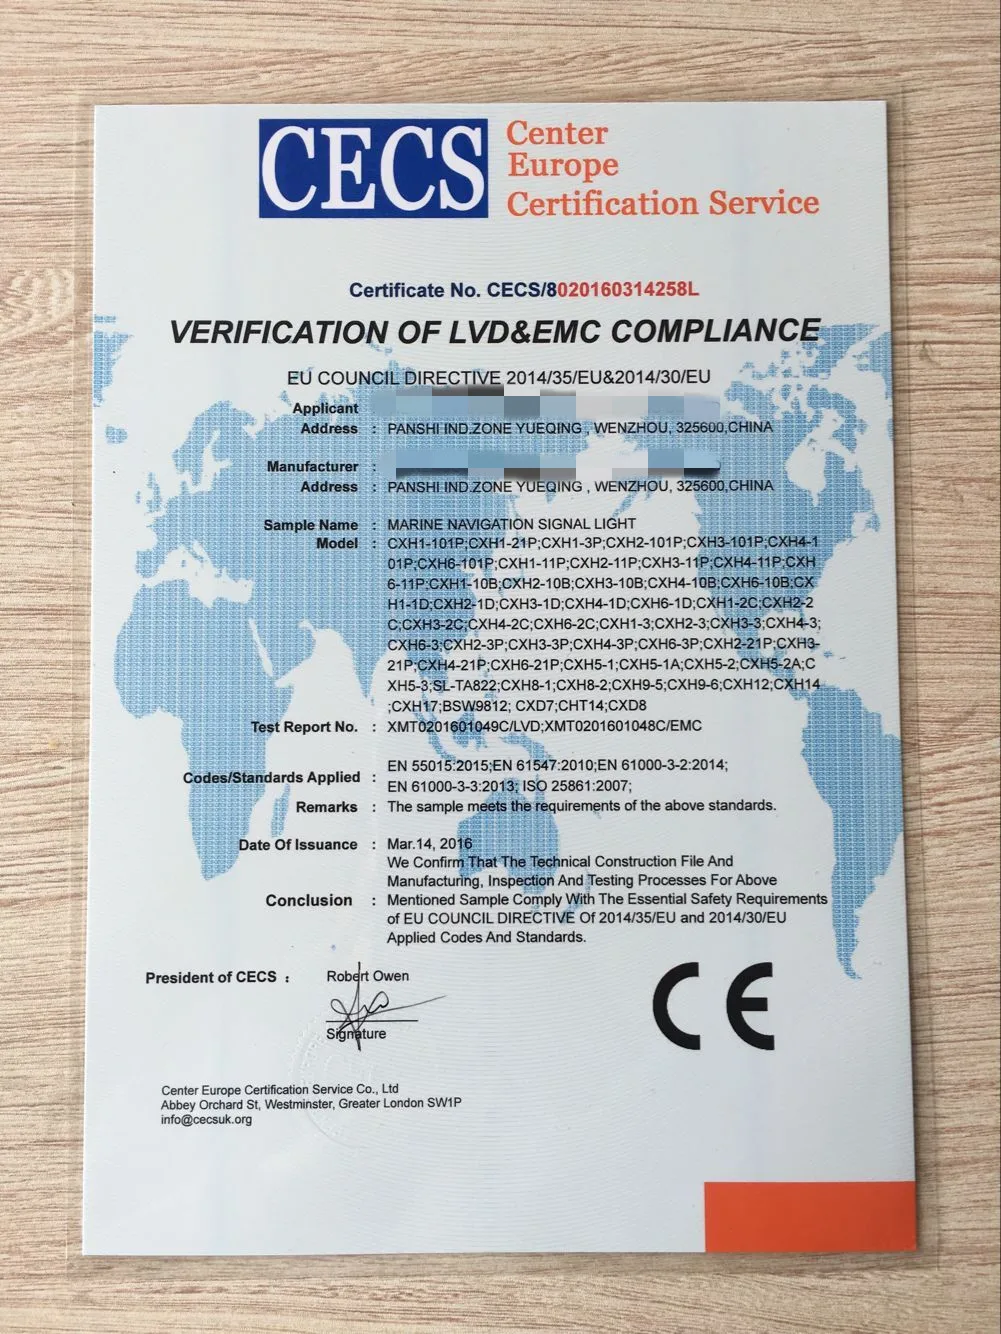 CECS
Center
Europe
Certification Service
Certificate No. CECS/8020160314258L
VERIFICATION OF LVD&EMC COMPLIANCE
EU COUNCIL DIRECTIVE 2014/35/EU&2014/30/EU
Applicant
Address : PANSHI IND.ZONE YUEQING , WENZHOU, 325600,CHINA
Manufacturer :
Address : PANSHI IND.ZONE YUEQING , WENZHOU, 325600,CHINA
Sample Name : MARINE NAVIGATION SIGNAL LIGHT
Model : CXH1-101P;CXH1-21P;CXH1-3P;CXH2-101P;CXH3-101P;CXH4-1
01P;CXH6-101P;CXH1-11P;CXH2-11P;CXH3-11P;CXH4-11P;CXH
6-11P;CXH1-10B;CXH2-10B;CXH3-10B;CXH4-10B;CXH6-10B;CX
H1-1D;CXH2-1D;CXH3-1D;CXH4-1D;CXH6-1D;CXH1-2C;CXH2-2
C;CXH3-2C;CXH4-2C;CXH6-2C;CXH1-3;CXH2-3;CXH3-3;CXH4-3;
CXH6-3;CXH2-3P;CXH3-3P;CXH4-3P;CXH6-3P;CXH2-21P;CXH3-
21P;CXH4-21P;CXH6-21P;CXH5-1;CXH5-1A;CXH5-2;CXH5-2A;C
XH5-3;SL-TA822;CXH8-1;CXH8-2;CXH9-5;CXH9-6;CXH12;CXH14
;CXH17;BSW9812; CXD7;CHT14;CXD8
Test Report No. : XMT0201601049C/LVD;XMT0201601048C/EMC
Codes/Standards Applied : EN 55015:2015;EN 61547:2010;EN 61000-3-2:2014;
EN 61000-3-3:2013; ISO 25861:2007;
Remarks : The sample meets the requirements of the above standards.
Date Of Issuance : Mar.14, 2016
Conclusion : We Confirm That The Technical Construction File And
Manufacturing, Inspection And Testing Processes For Above
Mentioned Sample Comply With The Essential Safety Requirements
of EU COUNCIL DIRECTIVE Of 2014/35/EU and 2014/30/EU
Applied Codes And Standards.
President of CECS : Robert Owen
Signature
CE
Center Europe Certification Service Co., Ltd
Abbey Orchard St, Westminster, Greater London SW1P
info@cecsuk.org